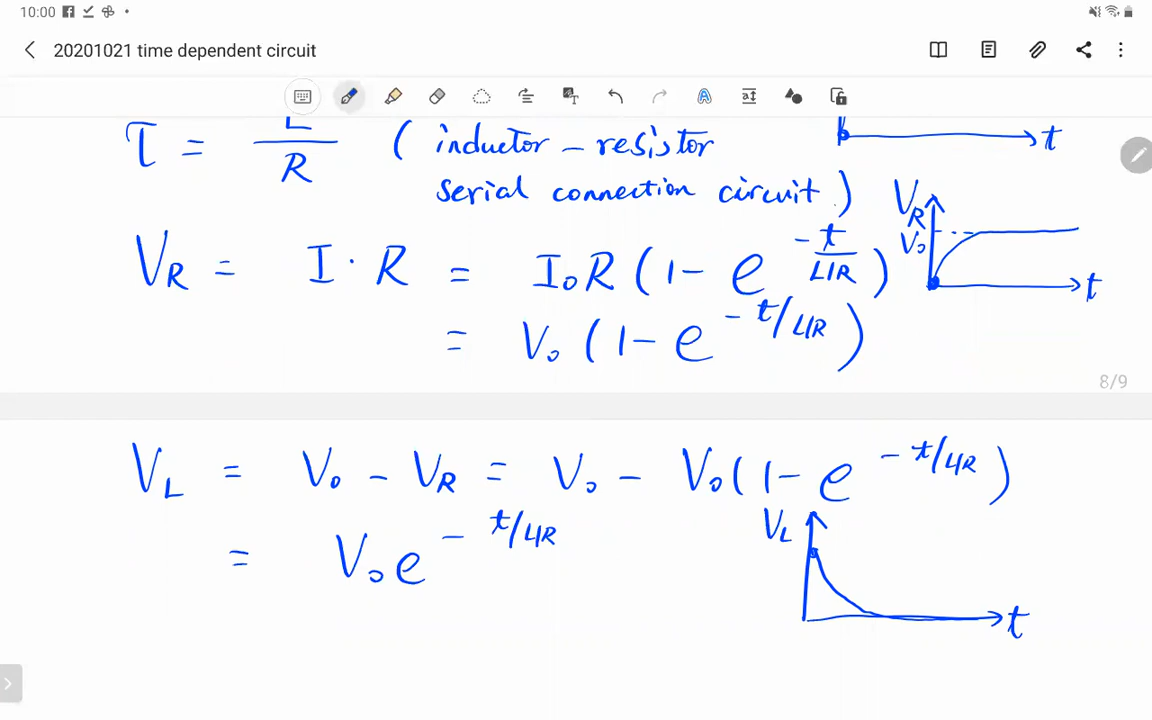 10:00
20201021 time dependent circuit
τ = L/R ( inductor – resistor
serial connection circuit )
t
V_R = I · R = I₀R ( 1 – e^(-t/(L/R)) )
V_R
V₀
t
= V₀ ( 1 – e^(-t/L/R) )
8/9
V_L = V₀ – V_R = V₀ – V₀ ( 1 – e^(-t/L/R) )
= V₀ e^(-t/L/R)
V_L
t